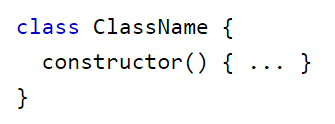 class ClassName {
  constructor() { ... }
}